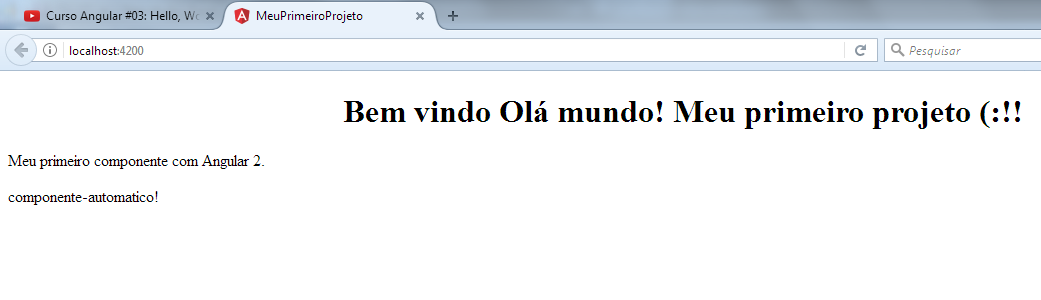 Curso Angular #03: Hello, Wo
MeuPrimeiroProjeto
localhost:4200
Pesquisar
Bem vindo Olá mundo! Meu primeiro projeto (:!!
Meu primeiro componente com Angular 2.
componente-automatico!